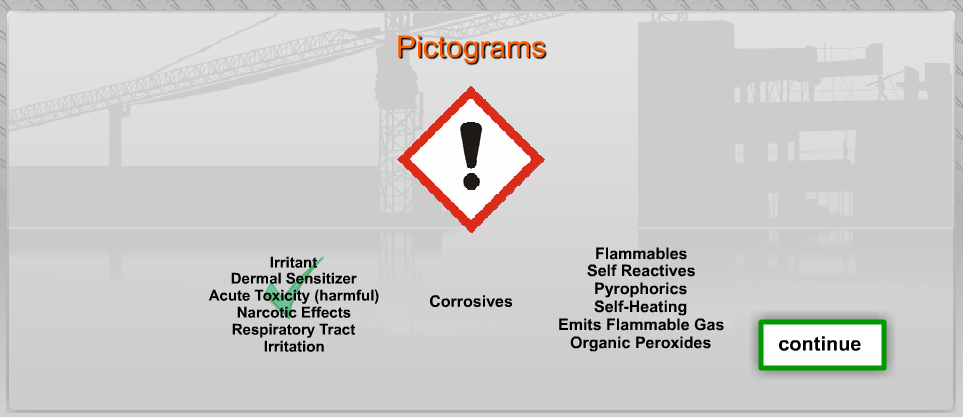 Pictograms
!
Irritant
Dermal Sensitizer
Acute Toxicity (harmful)
Narcotic Effects
Respiratory Tract
Irritation
Corrosives
Flammables
Self Reactives
Pyrophorics
Self-Heating
Emits Flammable Gas
Organic Peroxides
continue